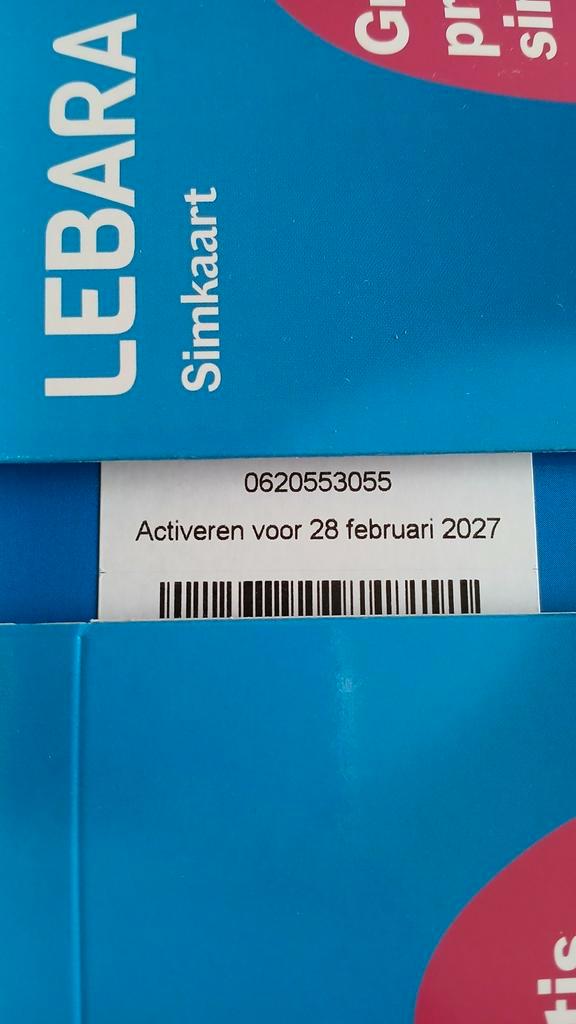 LEBARA
Simkaart
0620553055
Activeren voor 28 februari 2027